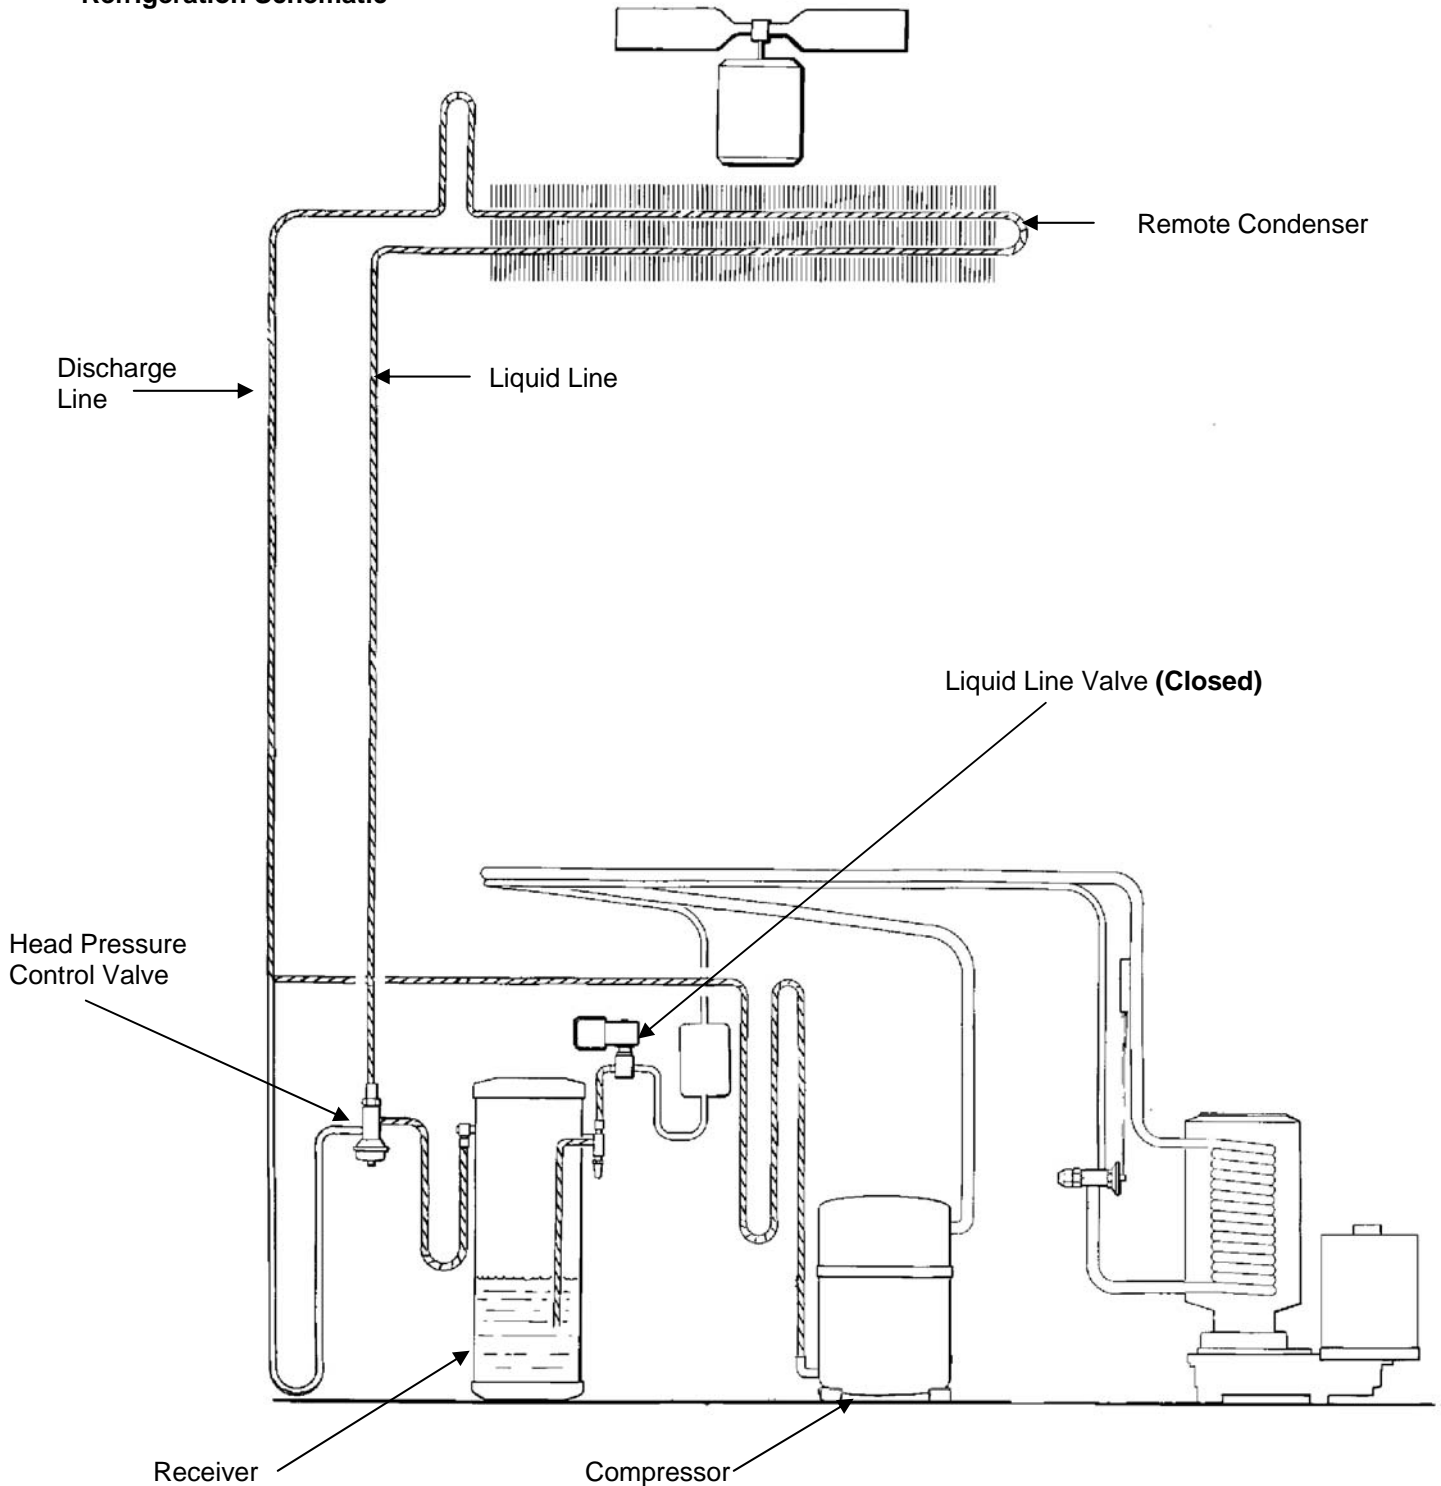 Refrigeration Schematic
Remote Condenser
Discharge
Line
Liquid Line
Liquid Line Valve (Closed)
Head Pressure
Control Valve
Receiver
Compressor